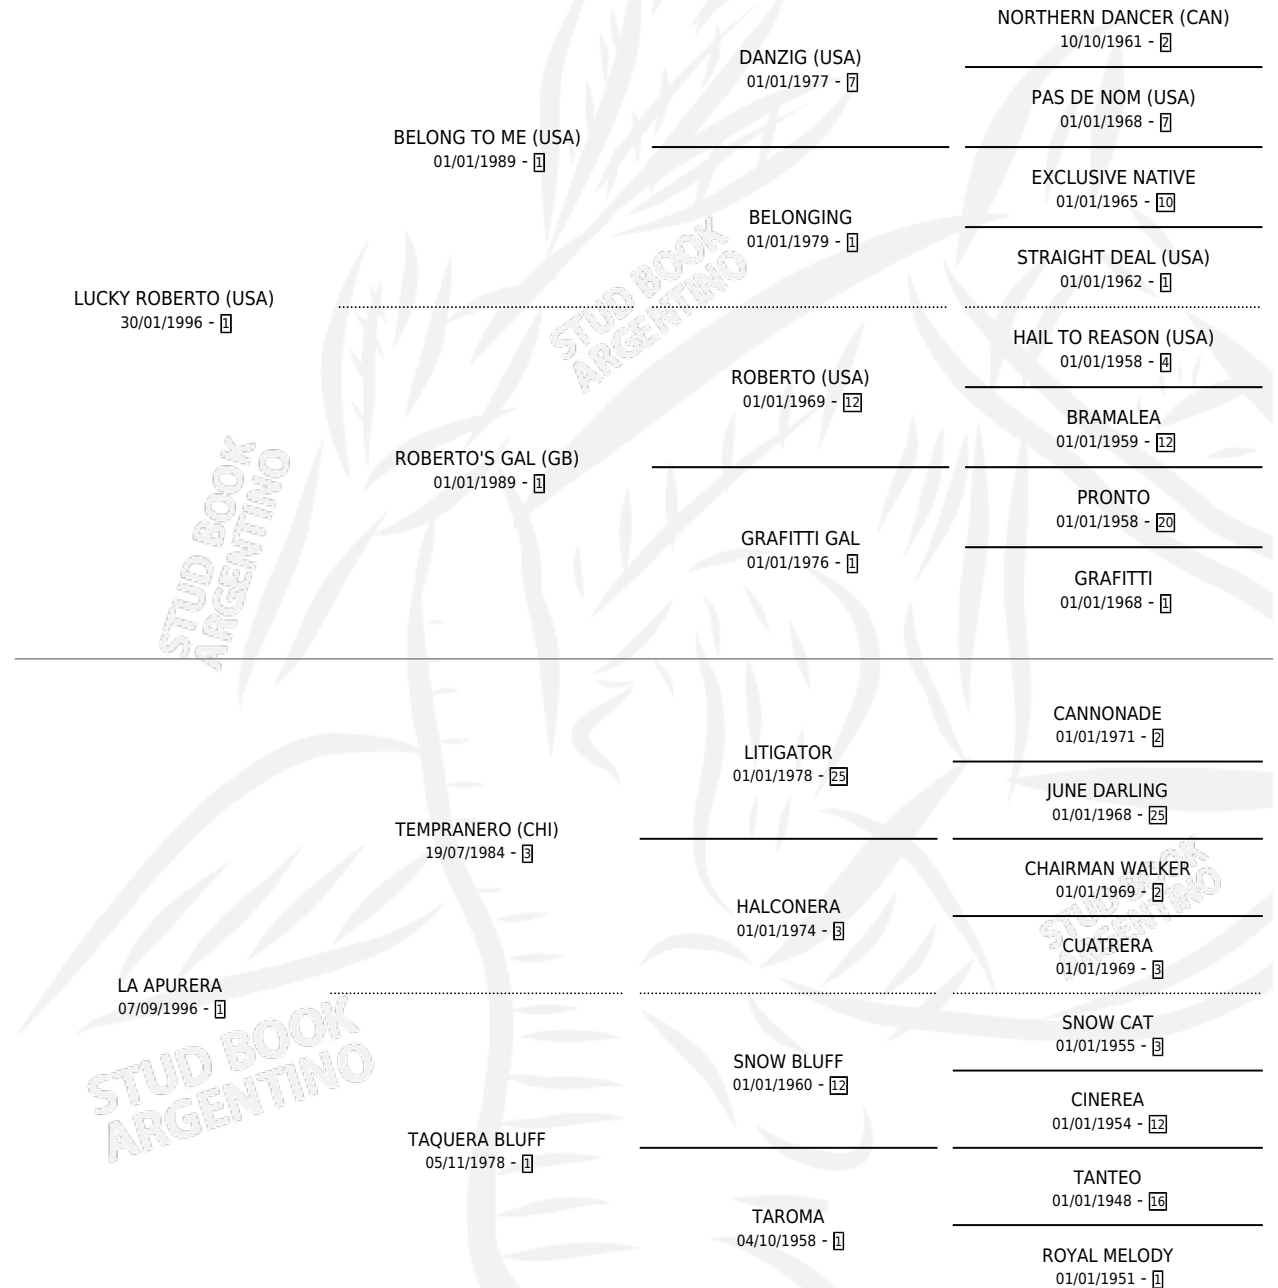 NORTHERN DANCER (CAN)
10/10/1961 - 2
DANZIG (USA)
01/01/1977 - 7
PAS DE NOM (USA)
01/01/1968 - 7
BELONG TO ME (USA)
01/01/1989 - 1
EXCLUSIVE NATIVE
01/01/1965 - 10
BELONGING
01/01/1979 - 1
STRAIGHT DEAL (USA)
01/01/1962 - 1
LUCKY ROBERTO (USA)
30/01/1996 - 1
HAIL TO REASON (USA)
01/01/1958 - 4
ROBERTO (USA)
01/01/1969 - 12
BRAMALEA
01/01/1959 - 12
ROBERTO'S GAL (GB)
01/01/1989 - 1
PRONTO
01/01/1958 - 20
GRAFITTI GAL
01/01/1976 - 1
GRAFITTI
01/01/1968 - 1
STUD BOOK
ARGENTINO
STUD BOOK
ARGENTINO
CANNONADE
01/01/1971 - 2
LITIGATOR
01/01/1978 - 25
JUNE DARLING
01/01/1968 - 25
TEMPRANERO (CHI)
19/07/1984 - 3
CHAIRMAN WALKER
01/01/1969 - 2
HALCONERA
01/01/1974 - 3
CUATRERA
01/01/1969 - 3
STUD BOOK
ARGENTINO
LA APURERA
07/09/1996 - 1
SNOW CAT
01/01/1955 - 3
SNOW BLUFF
01/01/1960 - 12
CINEREA
01/01/1954 - 12
STUD BOOK
ARGENTINO
TAQUERA BLUFF
05/11/1978 - 1
TANTEO
01/01/1948 - 16
TAROMA
04/10/1958 - 1
ROYAL MELODY
01/01/1951 - 1